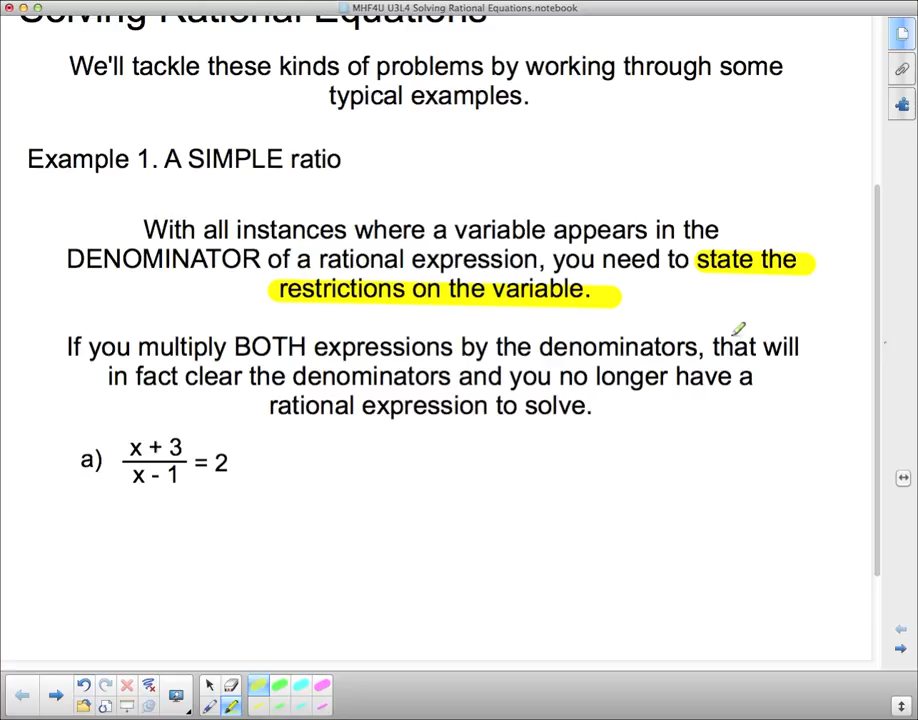 MHF4U U3L4 Solving Rational Equations.notebook
Solving Rational Equations
We'll tackle these kinds of problems by working through some
typical examples.
Example 1. A SIMPLE ratio
With all instances where a variable appears in the
DENOMINATOR of a rational expression, you need to state the
restrictions on the variable.
If you multiply BOTH expressions by the denominators, that will
in fact clear the denominators and you no longer have a
rational expression to solve.
x + 3
a) = 2
x - 1